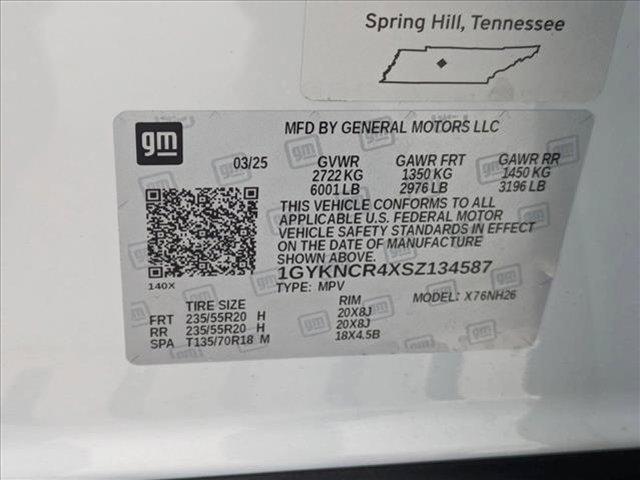 Spring Hill, Tennessee
gm
MFD BY GENERAL MOTORS LLC
03/25 GVWR GAWR FRT GAWR RR
2722 KG 1350 KG 1450 KG
6001 LB 2976 LB 3196 LB
THIS VEHICLE CONFORMS TO ALL
APPLICABLE U.S. FEDERAL MOTOR
VEHICLE SAFETY STANDARDS IN EFFECT
ON THE DATE OF MANUFACTURE
SHOWN ABOVE.
1GYKNCR4XSZ134587
140X TYPE: MPV MODEL: X76NH26
TIRE SIZE RIM
FRT 235/55R20 H 20X8J
RR 235/55R20 H 20X8J
SPA T135/70R18 M 18X4.5B